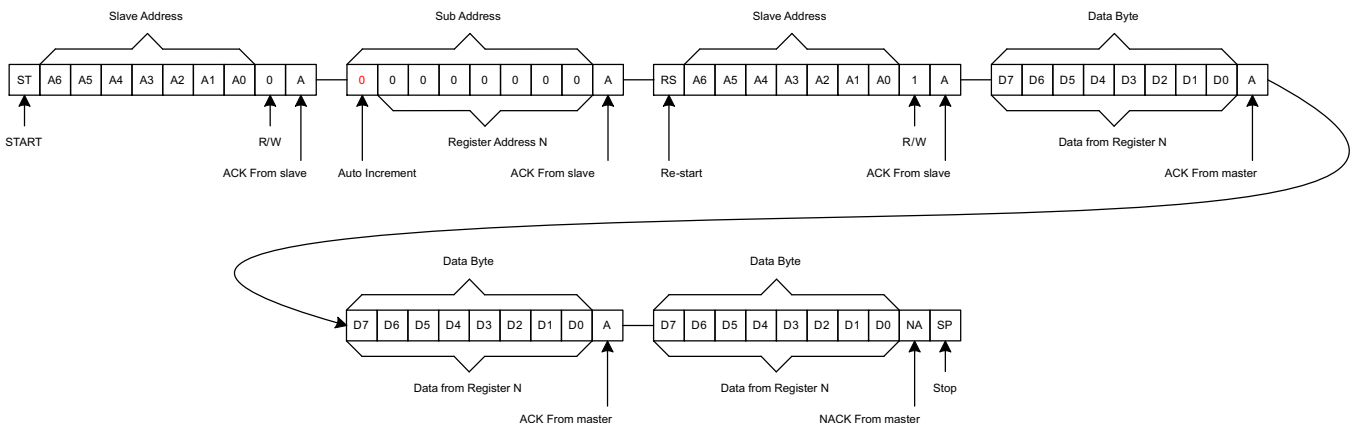 Slave Address
Sub Address
Slave Address
Data Byte
ST A6 A5 A4 A3 A2 A1 A0 0 A 0 0 0 0 0 0 0 0 A RS A6 A5 A4 A3 A2 A1 A0 1 A D7 D6 D5 D4 D3 D2 D1 D0 A
START
R/W
Register Address N
R/W
Data from Register N
ACK From slave
Auto Increment
ACK From slave
Re-start
ACK From slave
ACK From master
Data Byte
Data Byte
D7 D6 D5 D4 D3 D2 D1 D0 A D7 D6 D5 D4 D3 D2 D1 D0 NA SP
Data from Register N
Data from Register N
Stop
ACK From master
NACK From master